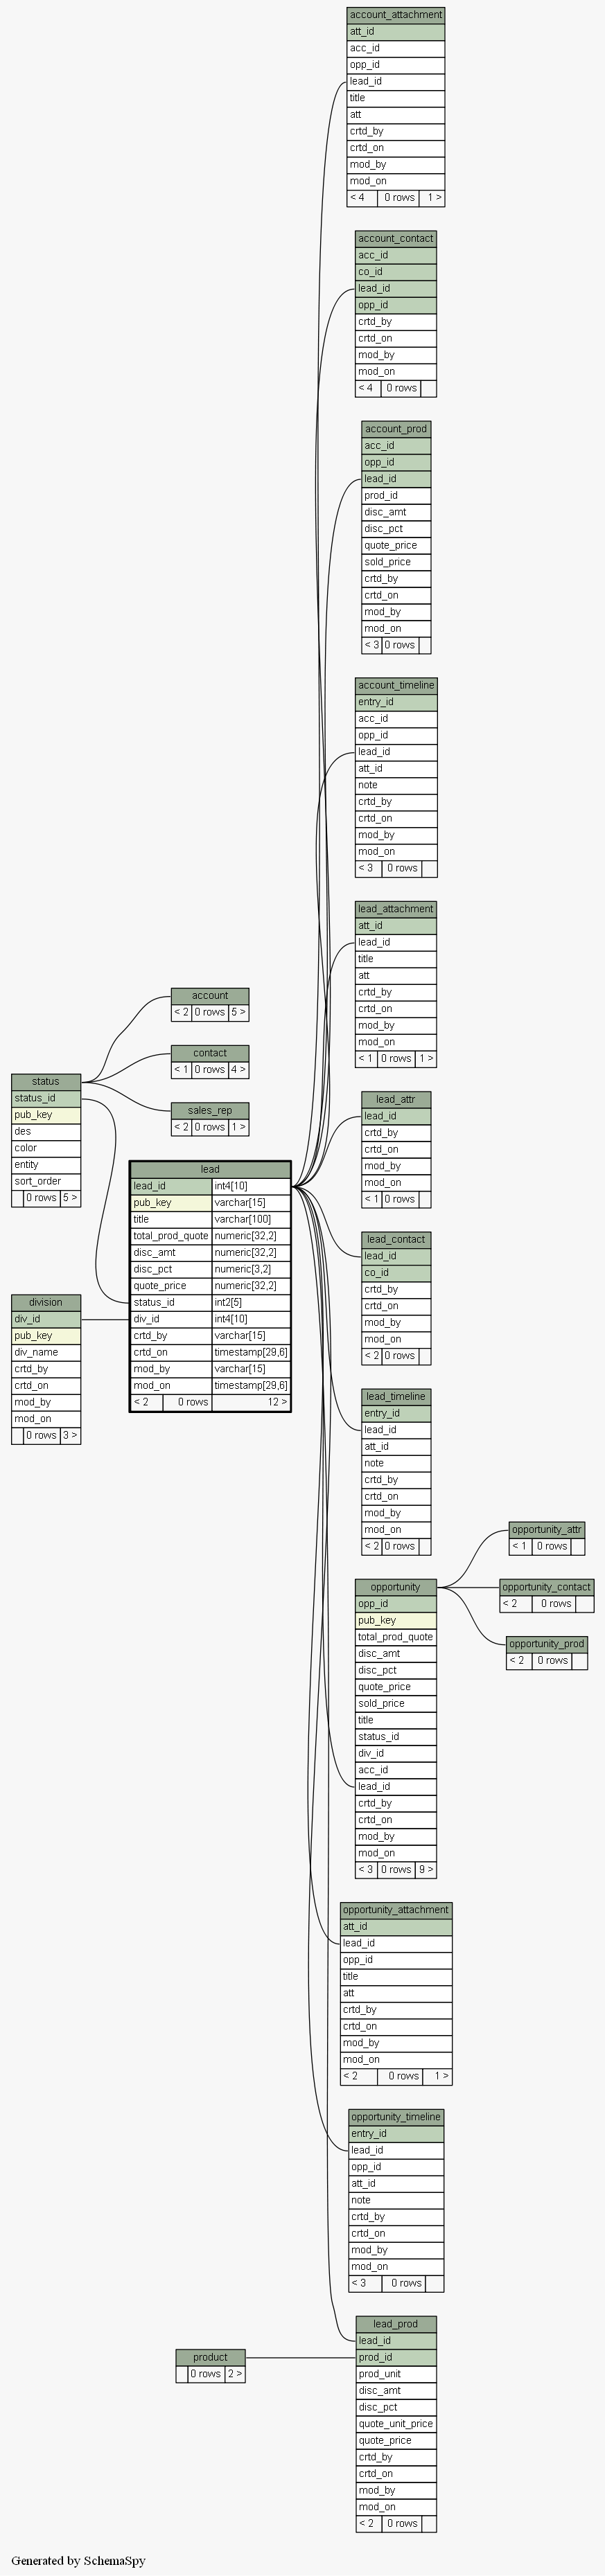 account_attachment
att_id
acc_id
opp_id
lead_id
title
att
crtd_by
crtd_on
mod_by
mod_on
< 4 0 rows 1 >
account_contact
acc_id
co_id
lead_id
opp_id
crtd_by
crtd_on
mod_by
mod_on
< 4 0 rows
account_prod
acc_id
opp_id
lead_id
prod_id
disc_amt
disc_pct
quote_price
sold_price
crtd_by
crtd_on
mod_by
mod_on
< 3 0 rows
account_timeline
entry_id
acc_id
opp_id
lead_id
att_id
note
crtd_by
crtd_on
mod_by
mod_on
< 3 0 rows
lead_attachment
att_id
lead_id
title
att
crtd_by
crtd_on
mod_by
mod_on
< 1 0 rows 1 >
account
< 2 0 rows 5 >
contact
< 1 0 rows 4 >
sales_rep
< 2 0 rows 1 >
status
status_id
pub_key
des
color
entity
sort_order
0 rows 5 >
lead_attr
lead_id
crtd_by
crtd_on
mod_by
mod_on
< 1 0 rows
lead
lead_id int4[10]
pub_key varchar[15]
title varchar[100]
total_prod_quote numeric[32,2]
disc_amt numeric[32,2]
disc_pct numeric[3,2]
quote_price numeric[32,2]
status_id int2[5]
div_id int4[10]
crtd_by varchar[15]
crtd_on timestamp[29,6]
mod_by varchar[15]
mod_on timestamp[29,6]
< 2 0 rows 12 >
lead_contact
lead_id
co_id
crtd_by
crtd_on
mod_by
mod_on
< 2 0 rows
division
div_id
pub_key
div_name
crtd_by
crtd_on
mod_by
mod_on
0 rows 3 >
lead_timeline
entry_id
lead_id
att_id
note
crtd_by
crtd_on
mod_by
mod_on
< 2 0 rows
opportunity_attr
< 1 0 rows
opportunity_contact
< 2 0 rows
opportunity_prod
< 2 0 rows
opportunity
opp_id
pub_key
total_prod_quote
disc_amt
disc_pct
quote_price
sold_price
title
status_id
div_id
acc_id
lead_id
crtd_by
crtd_on
mod_by
mod_on
< 3 0 rows 9 >
opportunity_attachment
att_id
lead_id
opp_id
title
att
crtd_by
crtd_on
mod_by
mod_on
< 2 0 rows 1 >
opportunity_timeline
entry_id
lead_id
opp_id
att_id
note
crtd_by
crtd_on
mod_by
mod_on
< 3 0 rows
product
0 rows 2 >
lead_prod
lead_id
prod_id
prod_unit
disc_amt
disc_pct
quote_unit_price
quote_price
crtd_by
crtd_on
mod_by
mod_on
< 2 0 rows
Generated by SchemaSpy